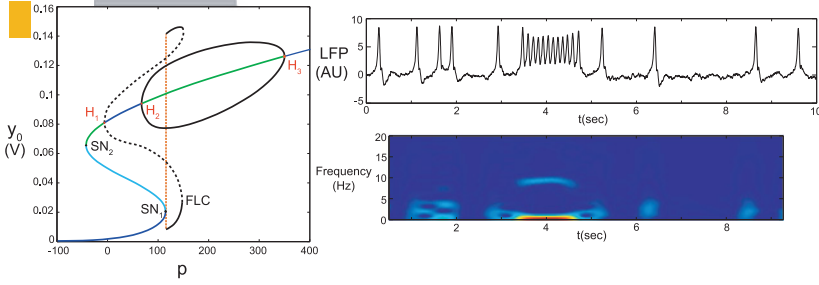 0.16
0.14
0.12
0.1
0.08
0.06
0.04
0.02
0
y0
(V)
H1
H2
H3
SN2
SN1
FLC
-100 0 100 200 300 400
p
LFP
(AU)
10
5
0
-5
0 2 4 6 8 10
t(sec)
Frequency
(Hz)
20
15
10
5
0
2 4 6 8
t(sec)